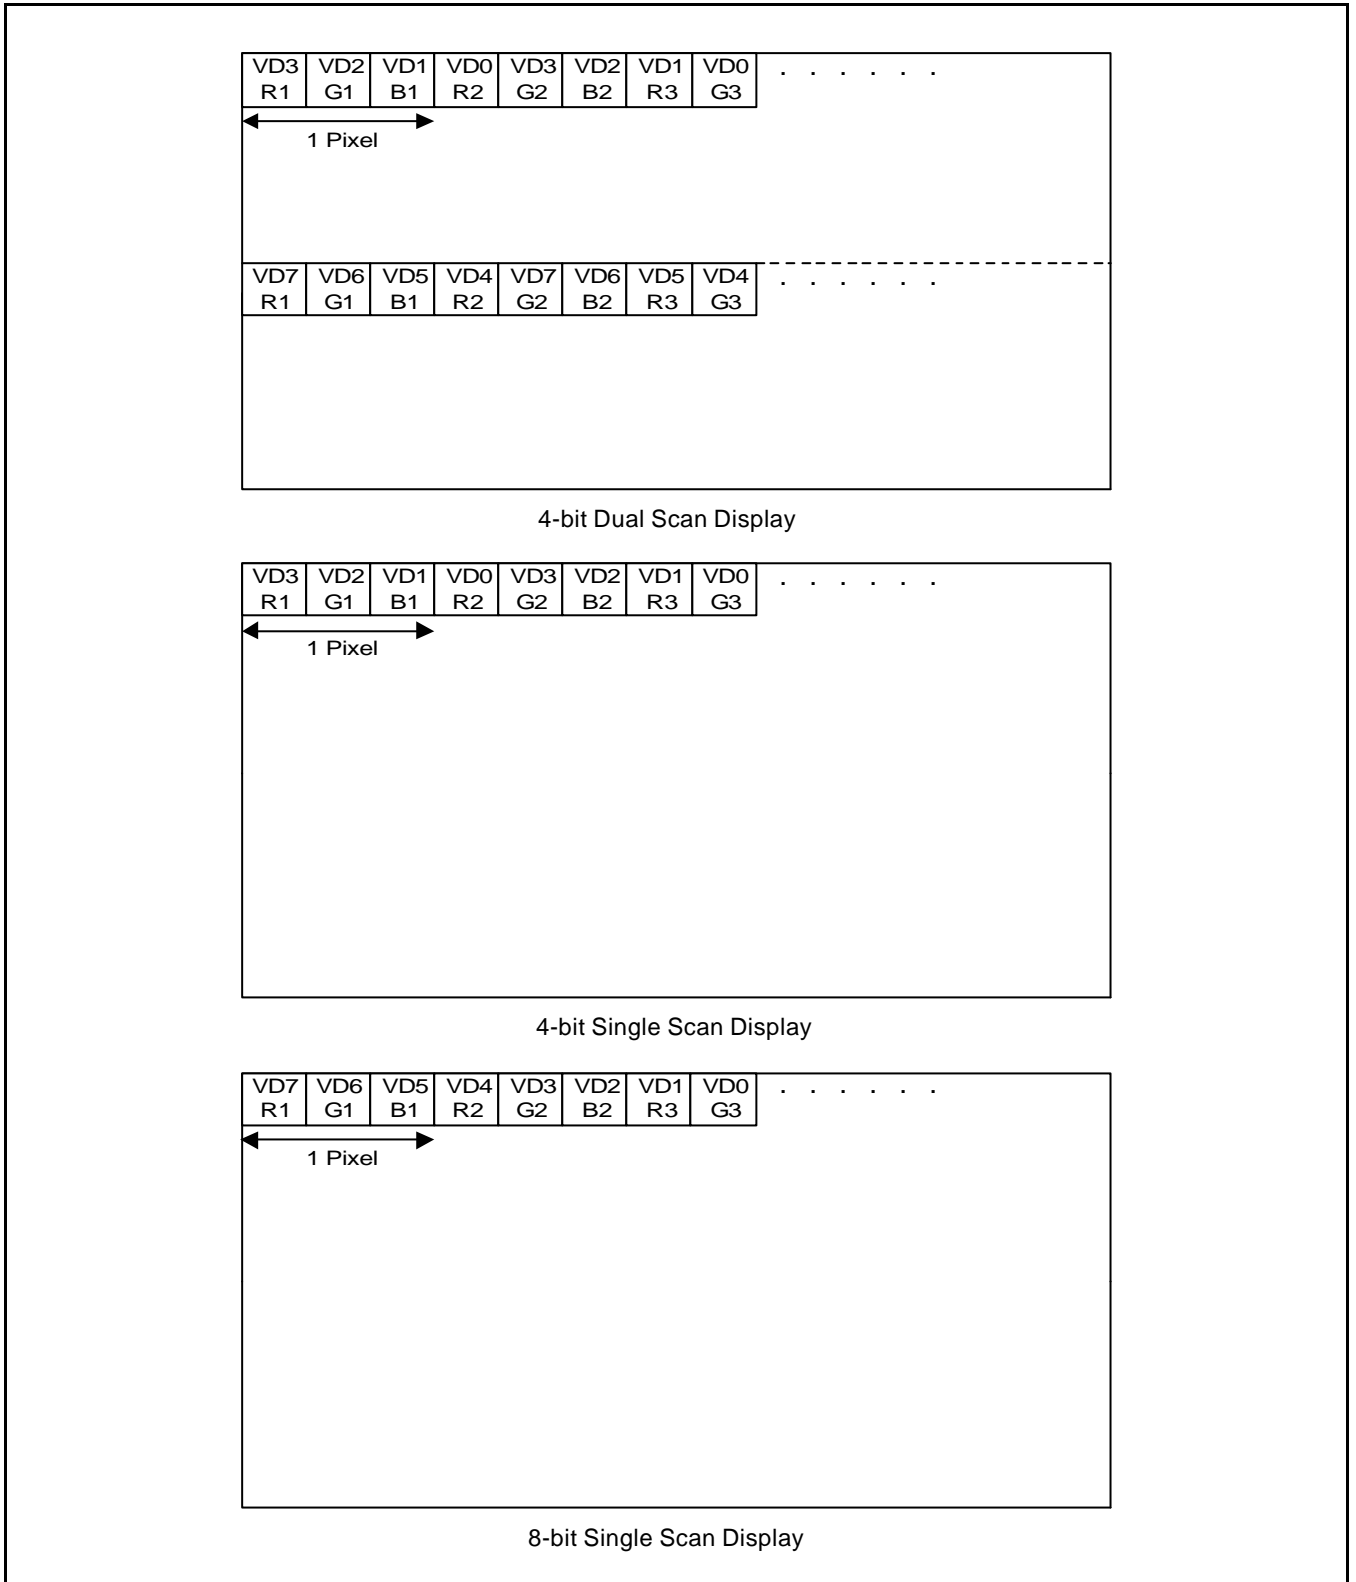 VD3 VD2 VD1 VD0 VD3 VD2 VD1 VD0 . . . . . .
R1 G1 B1 R2 G2 B2 R3 G3
1 Pixel
VD7 VD6 VD5 VD4 VD7 VD6 VD5 VD4 . . . . . .
R1 G1 B1 R2 G2 B2 R3 G3
4-bit Dual Scan Display
VD3 VD2 VD1 VD0 VD3 VD2 VD1 VD0 . . . . . .
R1 G1 B1 R2 G2 B2 R3 G3
1 Pixel
4-bit Single Scan Display
VD7 VD6 VD5 VD4 VD3 VD2 VD1 VD0 . . . . . .
R1 G1 B1 R2 G2 B2 R3 G3
1 Pixel
8-bit Single Scan Display